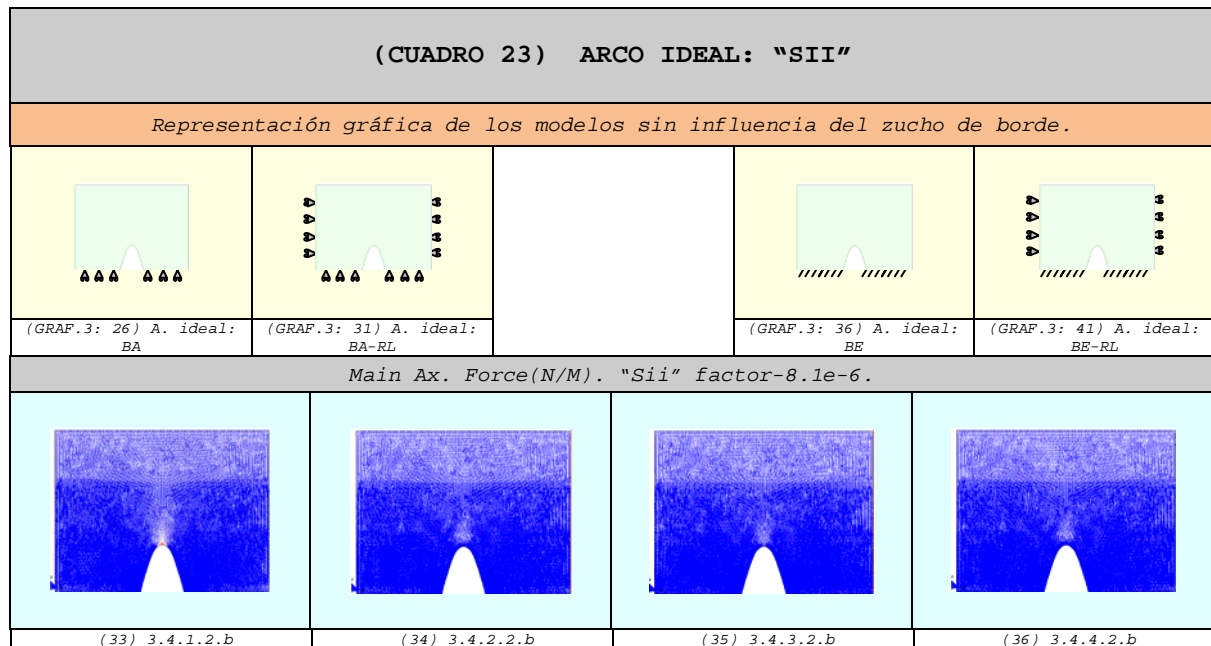 (CUADRO 23) ARCO IDEAL: “SII”
Representación gráfica de los modelos sin influencia del zucho de borde.
(GRAF.3: 26) A. ideal:
BA
(GRAF.3: 31) A. ideal:
BA-RL
(GRAF.3: 36) A. ideal:
BE
(GRAF.3: 41) A. ideal:
BE-RL
Main Ax. Force(N/M). “Sii” factor-8.1e-6.
(33) 3.4.1.2.b
(34) 3.4.2.2.b
(35) 3.4.3.2.b
(36) 3.4.4.2.b